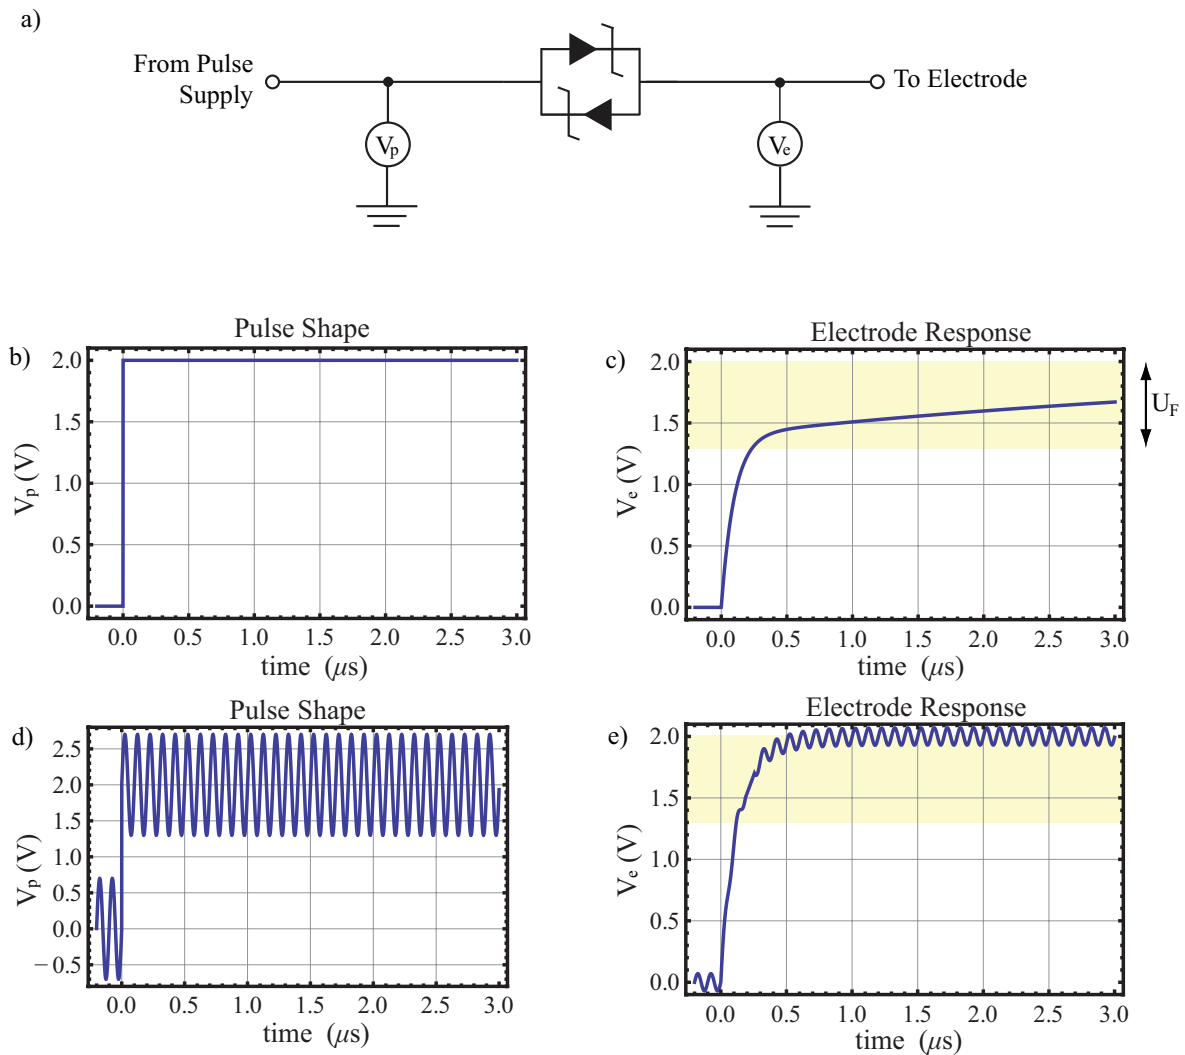 a)
From Pulse
Supply
To Electrode
Vp
Ve
Pulse Shape
b)
Vp (V)
2.0
1.5
1.0
0.5
0.0
0.0 0.5 1.0 1.5 2.0 2.5 3.0
time (μs)
Electrode Response
c)
Ve (V)
2.0
1.5
1.0
0.5
0.0
0.0 0.5 1.0 1.5 2.0 2.5 3.0
time (μs)
UF
Pulse Shape
d)
Vp (V)
2.5
2.0
1.5
1.0
0.5
0.0
−0.5
0.0 0.5 1.0 1.5 2.0 2.5 3.0
time (μs)
Electrode Response
e)
Ve (V)
2.0
1.5
1.0
0.5
0.0
0.0 0.5 1.0 1.5 2.0 2.5 3.0
time (μs)